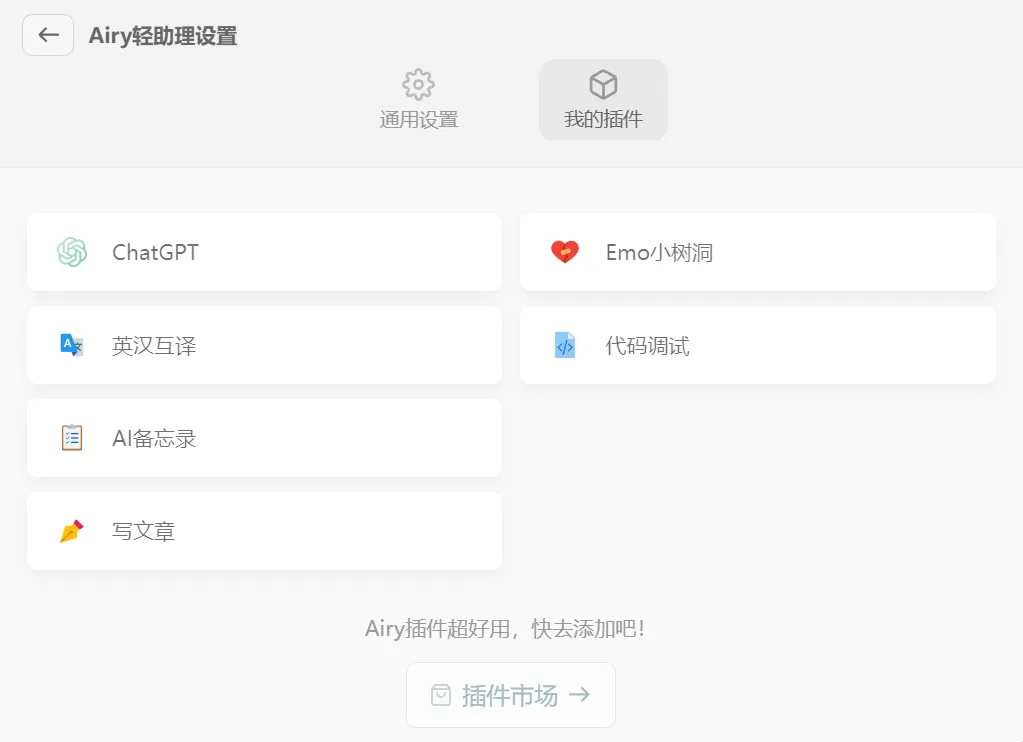 Airy轻助理设置
通用设置
我的插件
ChatGPT
Emo小树洞
英汉互译
代码调试
AI备忘录
写文章
Airy插件超好用，快去添加吧！
插件市场